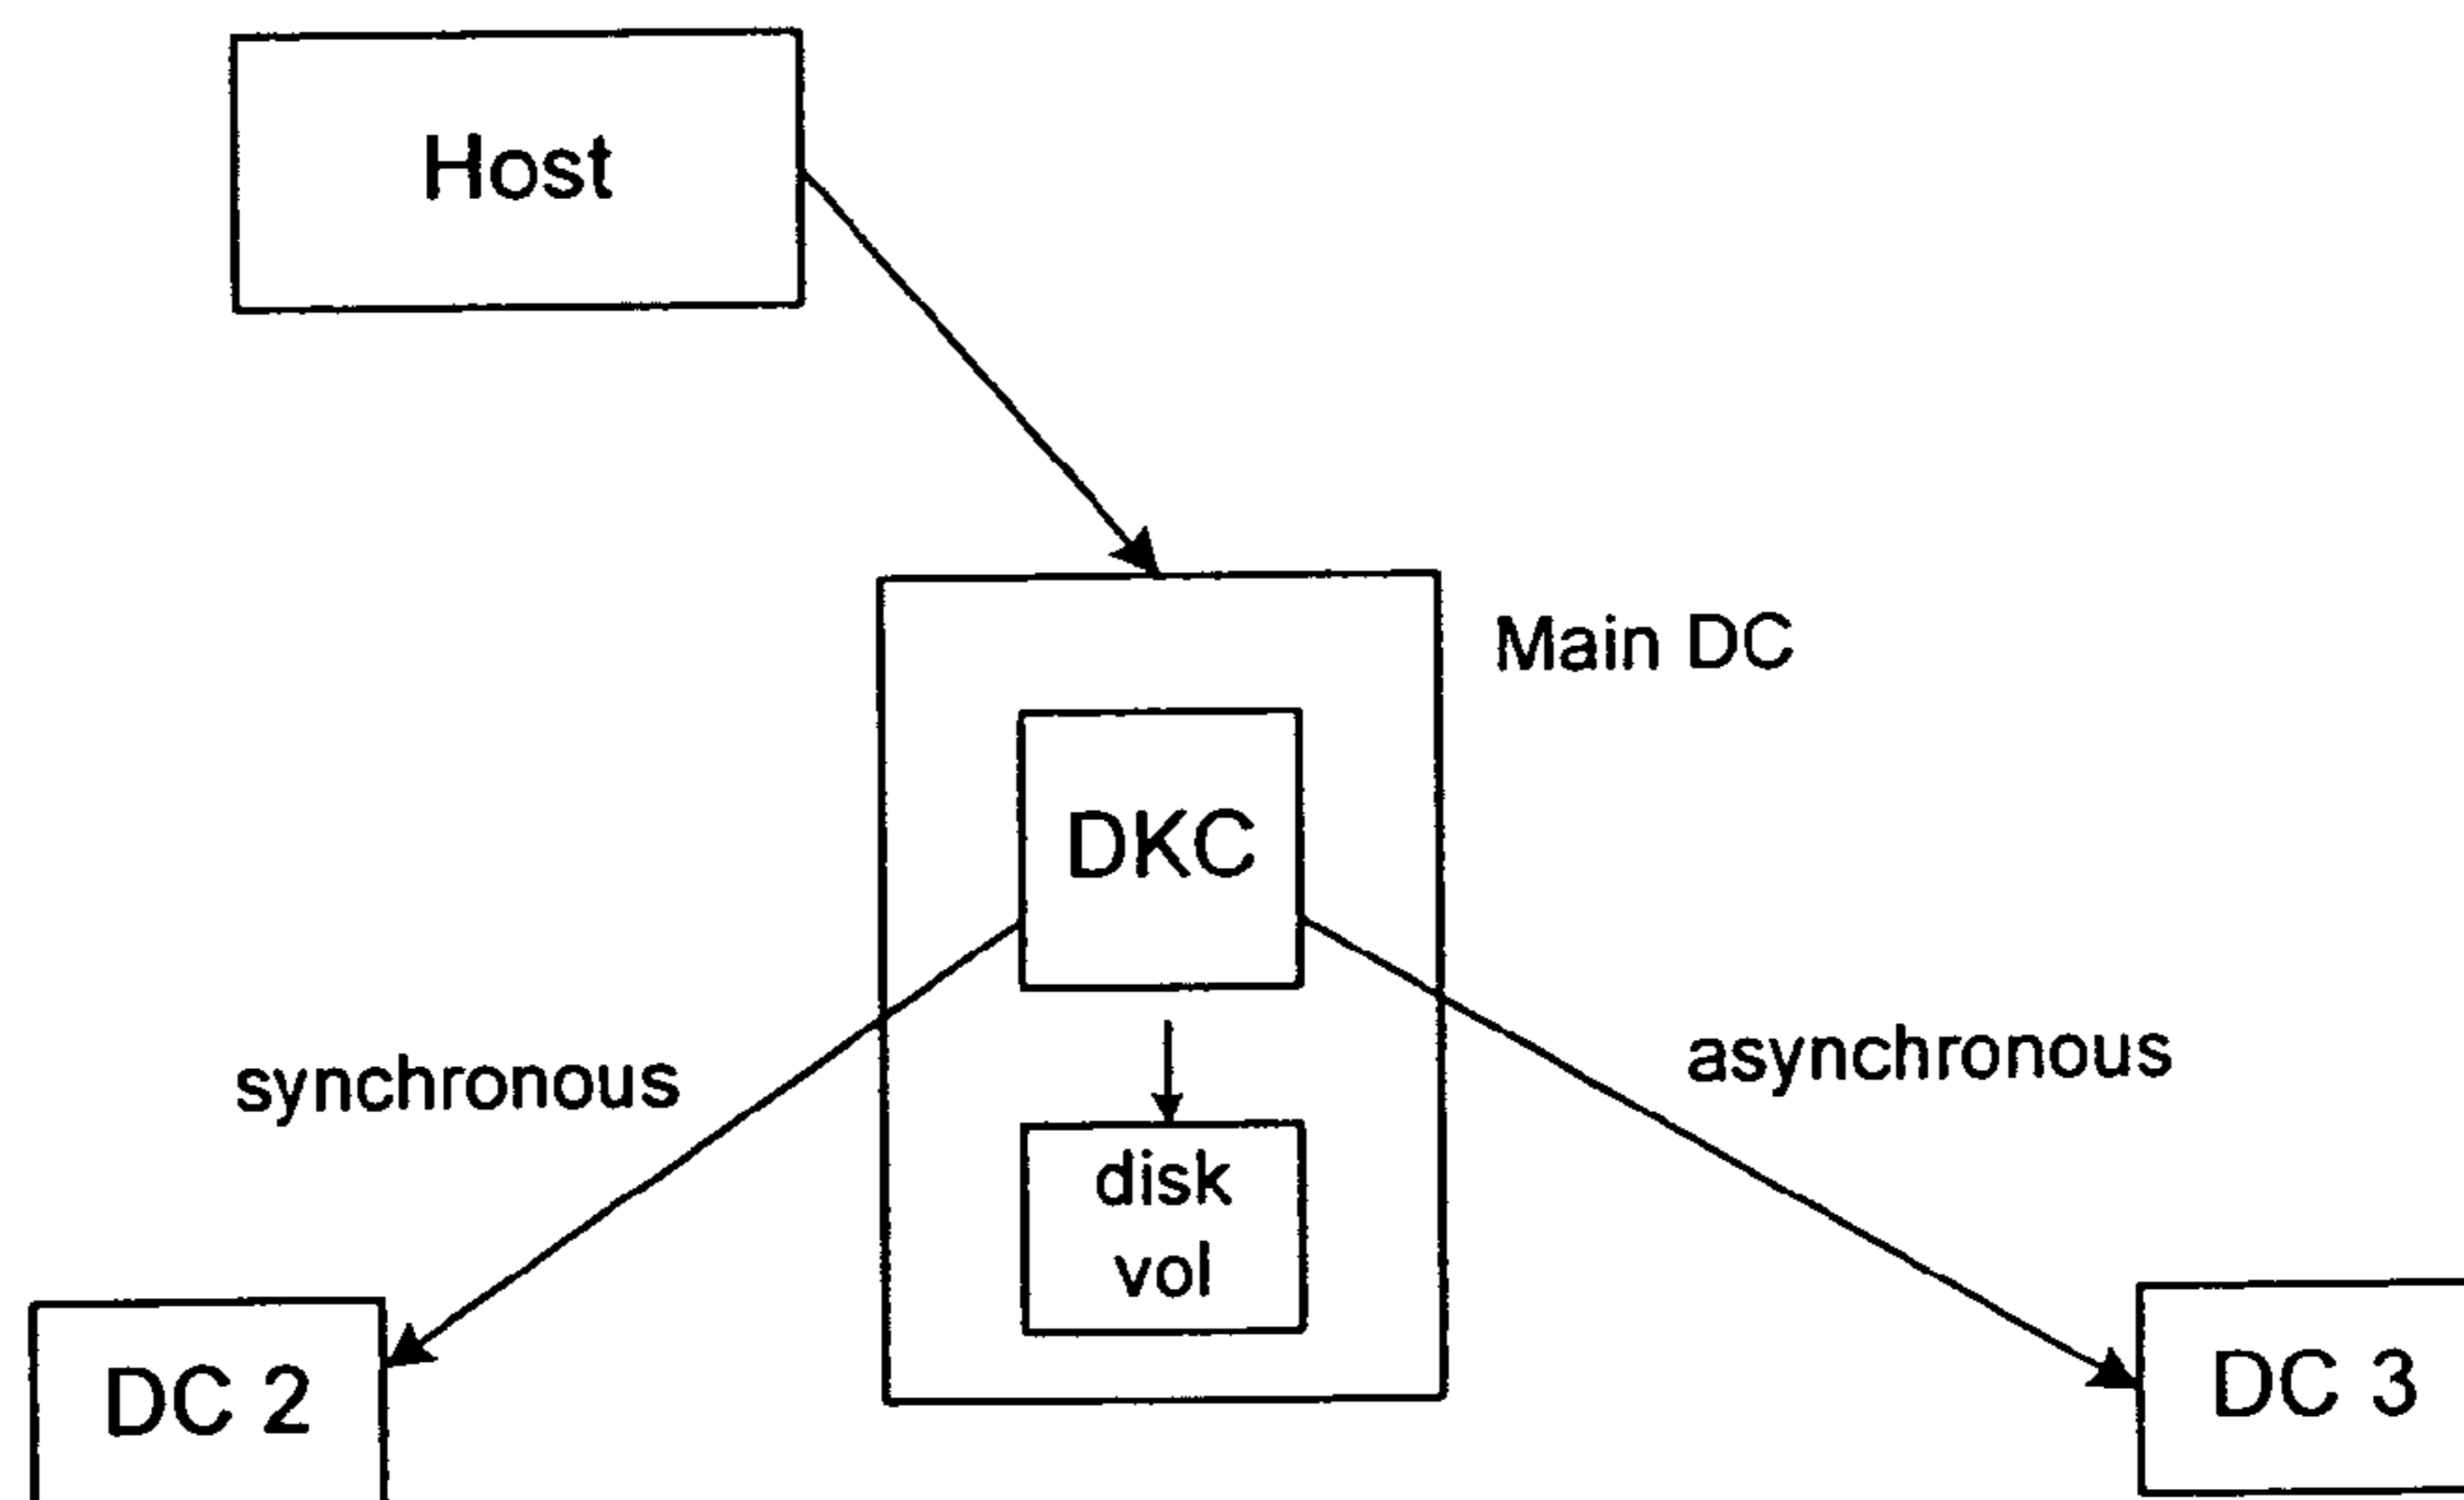 Host
Main DC
DKC
synchronous
asynchronous
disk
vol
DC 2
DC 3